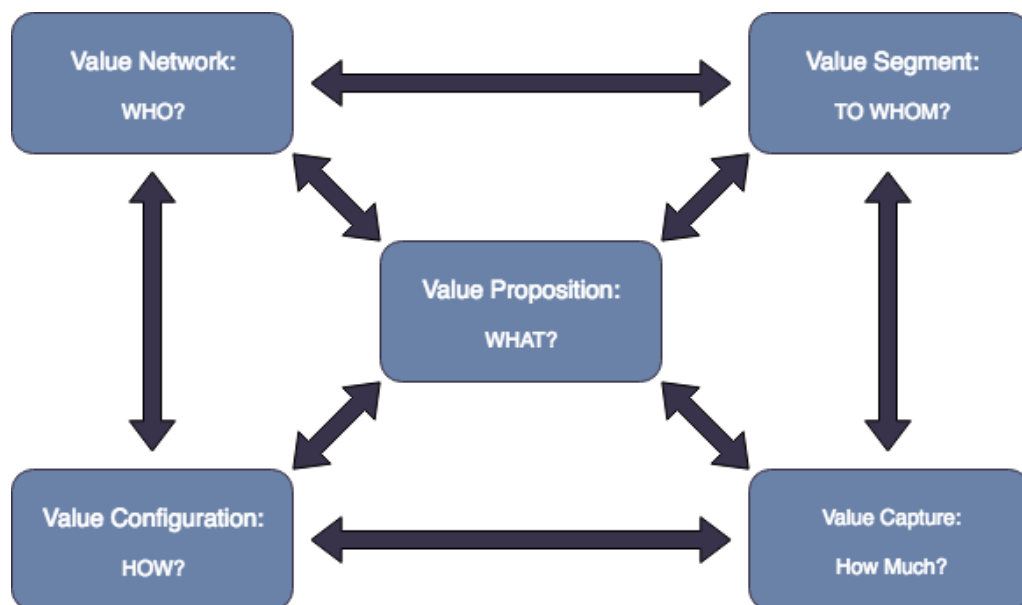 Value Network:
WHO?
Value Segment:
TO WHOM?
Value Proposition:
WHAT?
Value Configuration:
HOW?
Value Capture:
How Much?